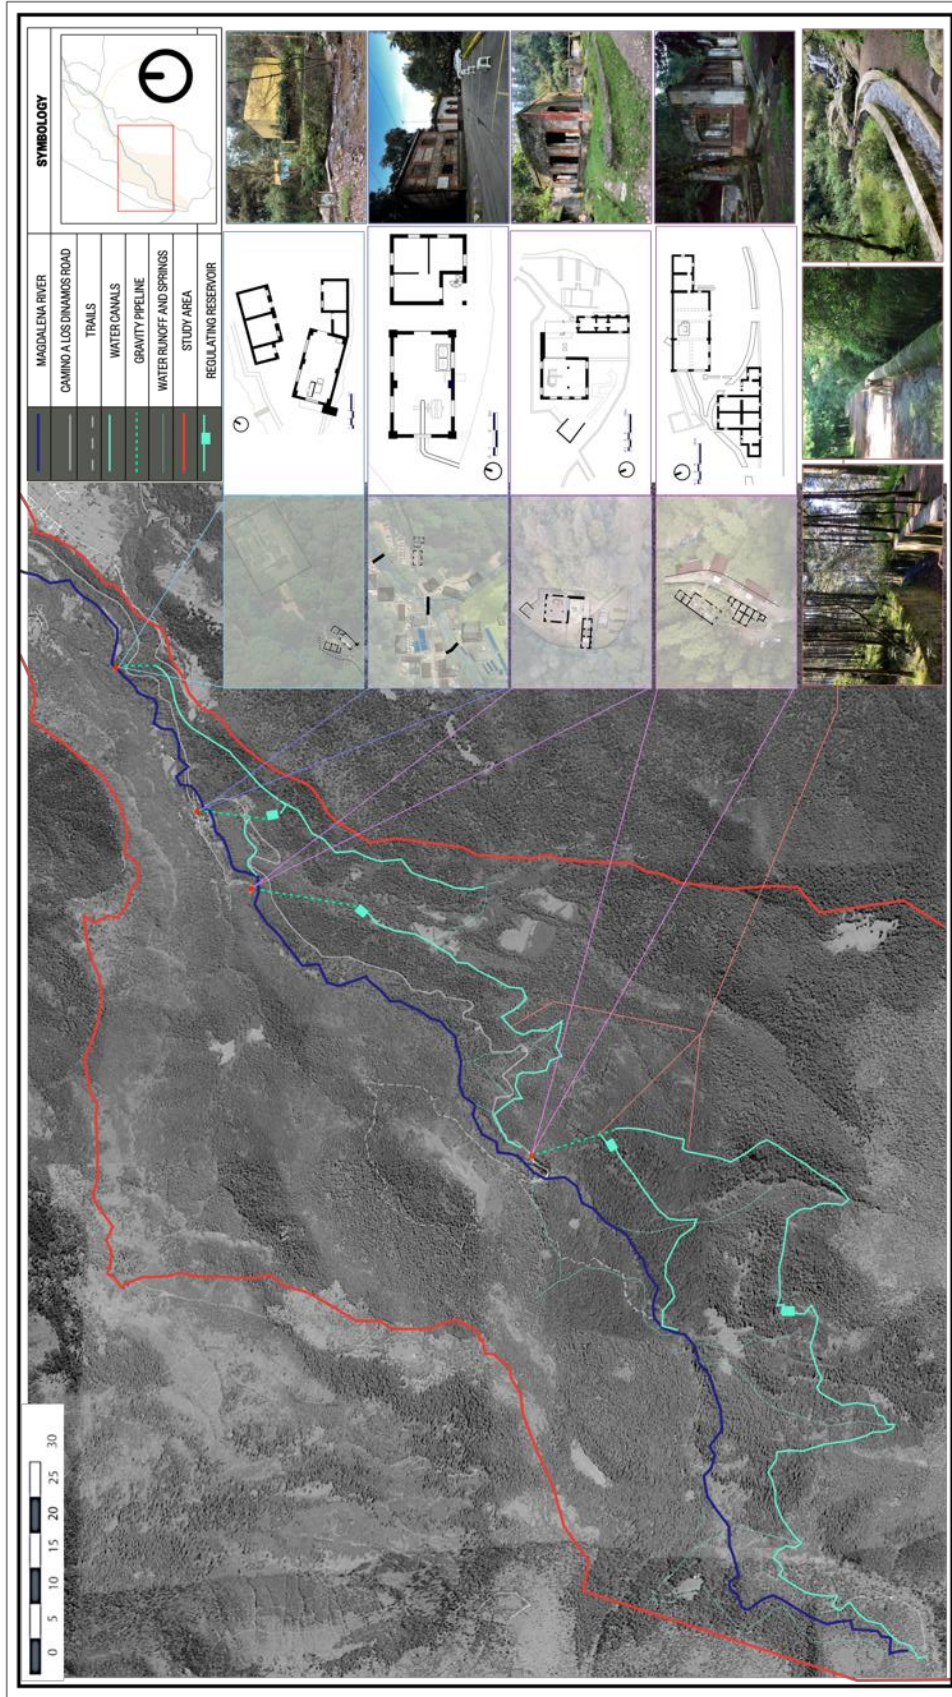 SYMBOLOGY
MAGDALENA RIVER
CAMINO A LOS DINAMOS ROAD
TRAILS
WATER CANALS
GRAVITY PIPELINE
WATER RUNOFF AND SPRINGS
STUDY AREA
REGULATING RESERVOIR
0 5 10 15 20 25 30